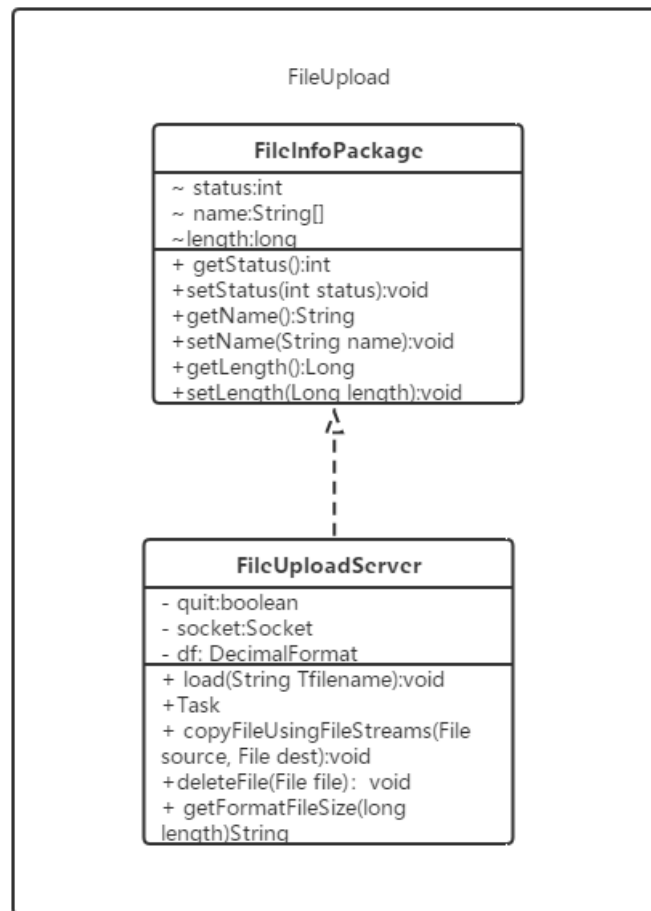 FileUpload
FileInfoPackage
~ status:int
~ name:String[]
~length:long
+ getStatus():int
+setStatus(int status):void
+getName():String
+setName(String name):void
+getLength():Long
+setLength(Long length):void
FileUploadServer
- quit:boolean
- socket:Socket
- df: DecimalFormat
+ load(String Tfilename):void
+Task
+ copyFileUsingFileStreams(File
source, File dest):void
+deleteFile(File file)： void
+ getFormatFileSize(long
length)String